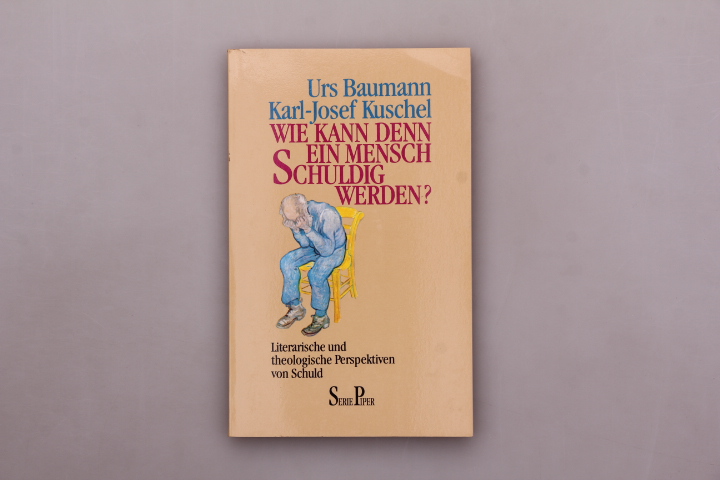 Urs Baumann
Karl-Josef Kuschel
WIE KANN DENN
EIN MENSCH
SCHULDIG
WERDEN?
Literarische und
theologische Perspektiven
von Schuld
SERIE PIPER